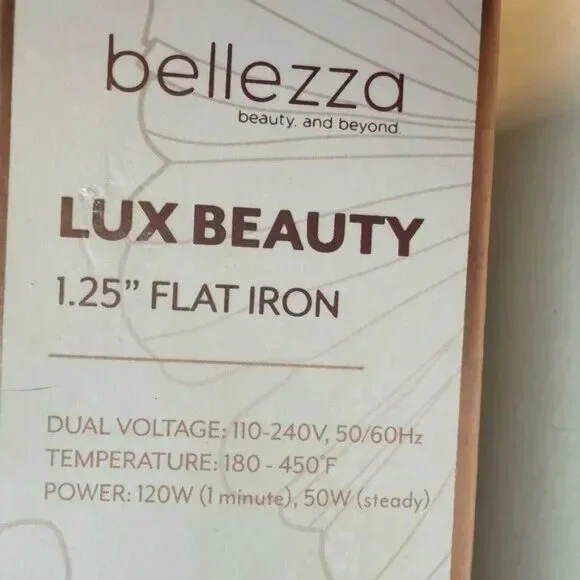 bellezza
beauty. and beyond.
LUX BEAUTY
1.25” FLAT IRON
DUAL VOLTAGE: 110-240V, 50/60Hz
TEMPERATURE: 180 - 450°F
POWER: 120W (1 minute), 50W (steady)